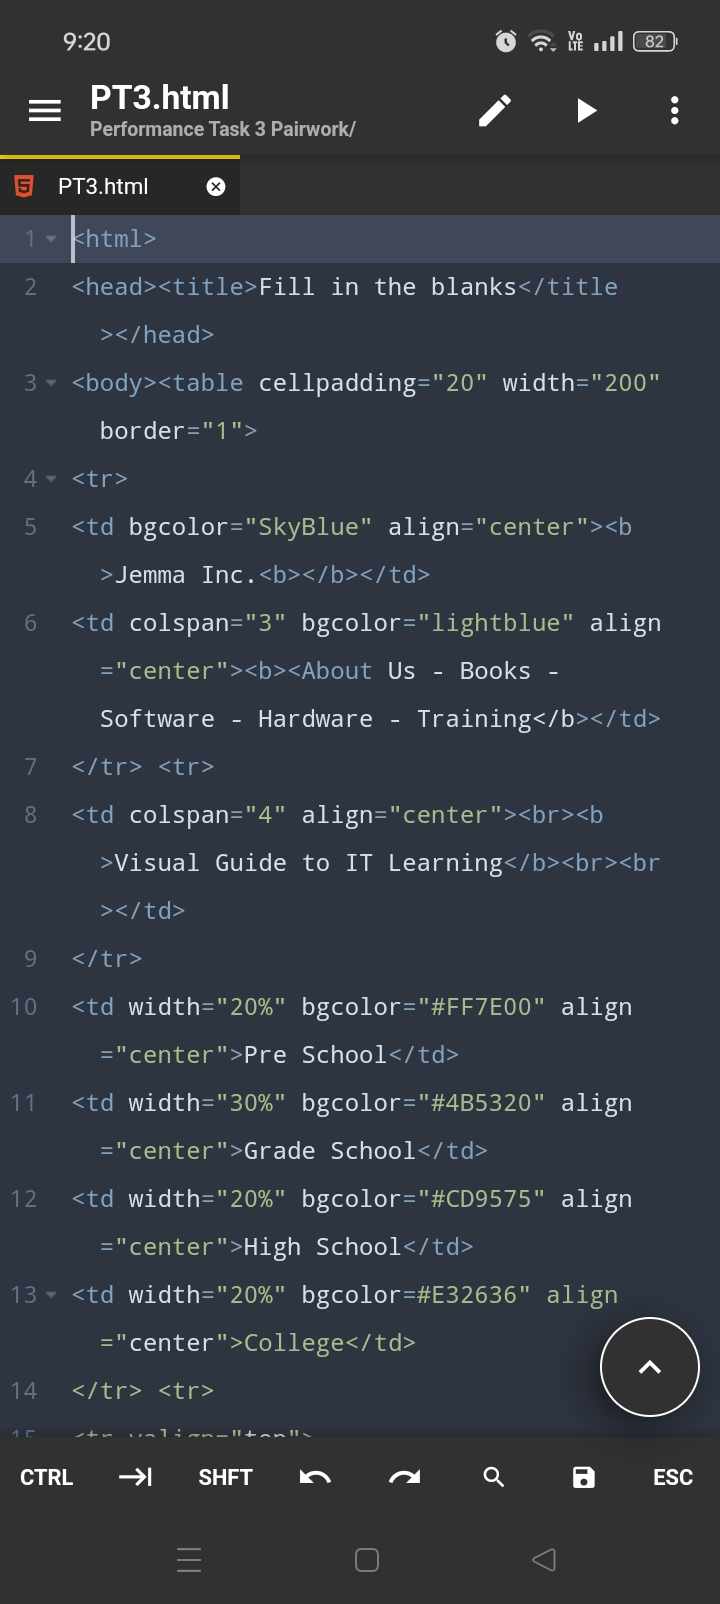 9:20
Vo LTE
82
PT3.html
Performance Task 3 Pairwork/
PT3.html
1 <html>
2 <head><title>Fill in the blanks</title
></head>
3 <body><table cellpadding="20" width="200"
border="1">
4 <tr>
5 <td bgcolor="SkyBlue" align="center"><b
>Jemma Inc.<b></b></td>
6 <td colspan="3" bgcolor="lightblue" align
="center"><b><About Us - Books -
Software - Hardware - Training</b></td>
7 </tr> <tr>
8 <td colspan="4" align="center"><br><b
>Visual Guide to IT Learning</b><br><br
></td>
9 </tr>
10 <td width="20%" bgcolor="#FF7E00" align
="center">Pre School</td>
11 <td width="30%" bgcolor="#4B5320" align
="center">Grade School</td>
12 <td width="20%" bgcolor="#CD9575" align
="center">High School</td>
13 <td width="20%" bgcolor=#E32636" align
="center">College</td>
14 </tr> <tr>
15 <tr valign="top">
CTRL SHFT ESC